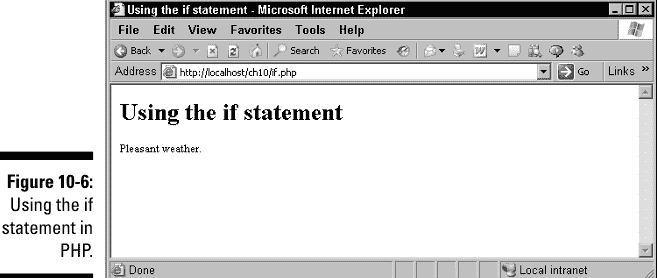 Using the if statement - Microsoft Internet Explorer
File Edit View Favorites Tools Help
Back Search Favorites
Address http://localhost/ch10/if.php Go Links »
Using the if statement
Pleasant weather.
Figure 10-6:
Using the if
statement in
PHP.
Done Local intranet